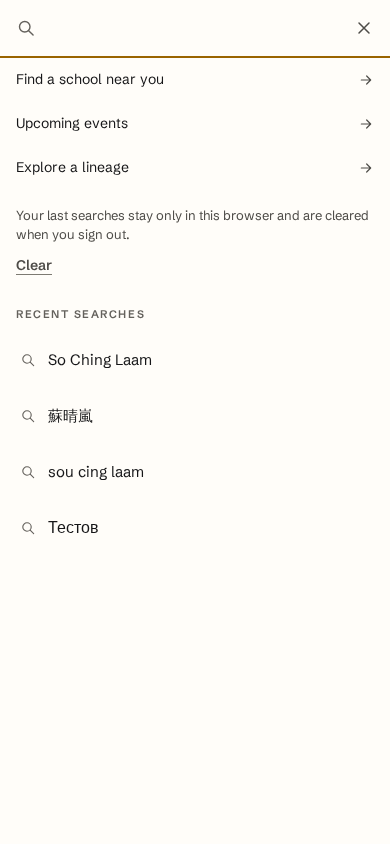 Find a school near you
Upcoming events
Explore a lineage
Your last searches stay only in this browser and are cleared
when you sign out.
Clear
RECENT SEARCHES
So Ching Laam
蘇晴嵐
sou cing laam
Тестов